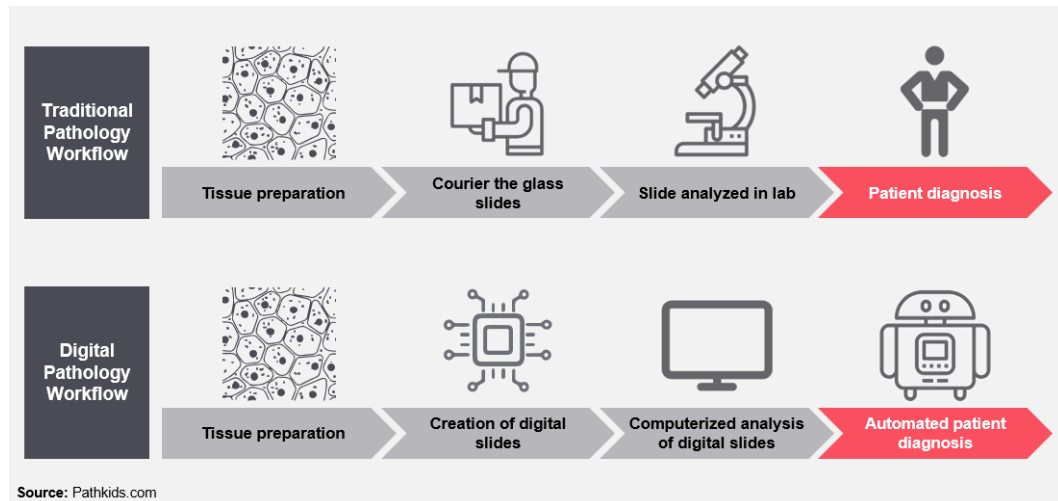 Traditional
Pathology
Workflow
Tissue preparation
Courier the glass
slides
Slide analyzed in lab
Patient diagnosis
Digital
Pathology
Workflow
Tissue preparation
Creation of digital
slides
Computerized analysis
of digital slides
Automated patient
diagnosis
Source: Pathkids.com